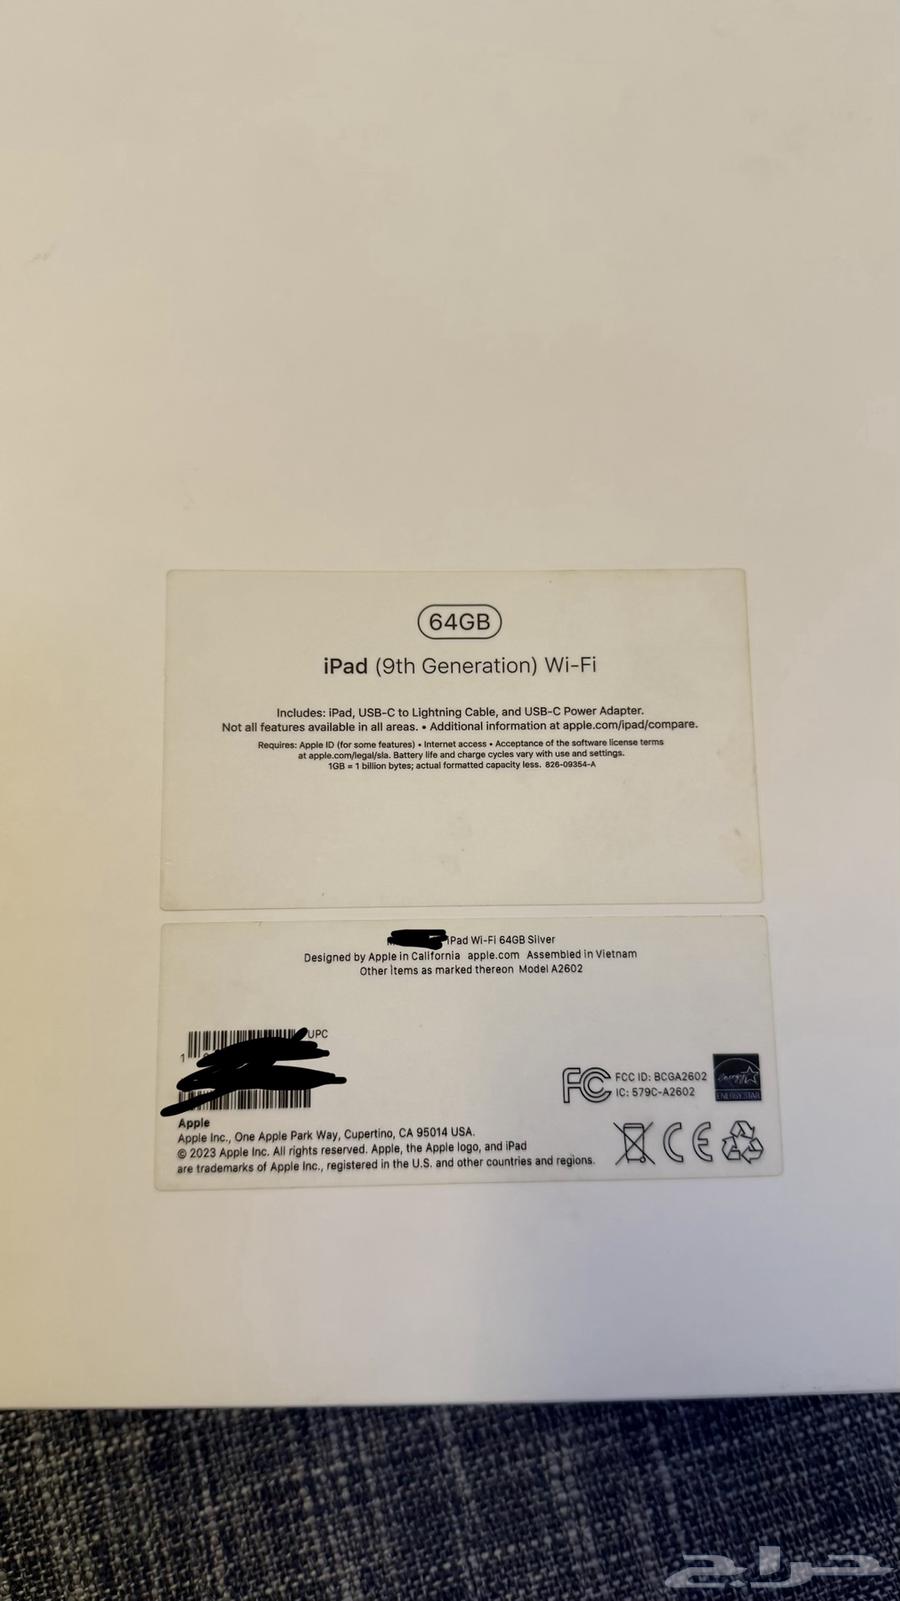 64GB
iPad (9th Generation) Wi-Fi
Includes: iPad, USB-C to Lightning Cable, and USB-C Power Adapter.
Not all features available in all areas. • Additional information at apple.com/ipad/compare.
Requires: Apple ID (for some features) • Internet access • Acceptance of the software license terms
at apple.com/legal/sla. Battery life and charge cycles vary with use and settings.
1GB = 1 billion bytes; actual formatted capacity less. 826-09354-A
iPad Wi-Fi 64GB Silver
Designed by Apple in California apple.com Assembled in Vietnam
Other items as marked thereon Model A2602
UPC
1
FC FCC ID: BCGA2602
IC: 579C-A2602
ENERGY STAR
Apple
Apple Inc., One Apple Park Way, Cupertino, CA 95014 USA.
© 2023 Apple Inc. All rights reserved. Apple, the Apple logo, and iPad
are trademarks of Apple Inc., registered in the U.S. and other countries and regions.
CE
حراج